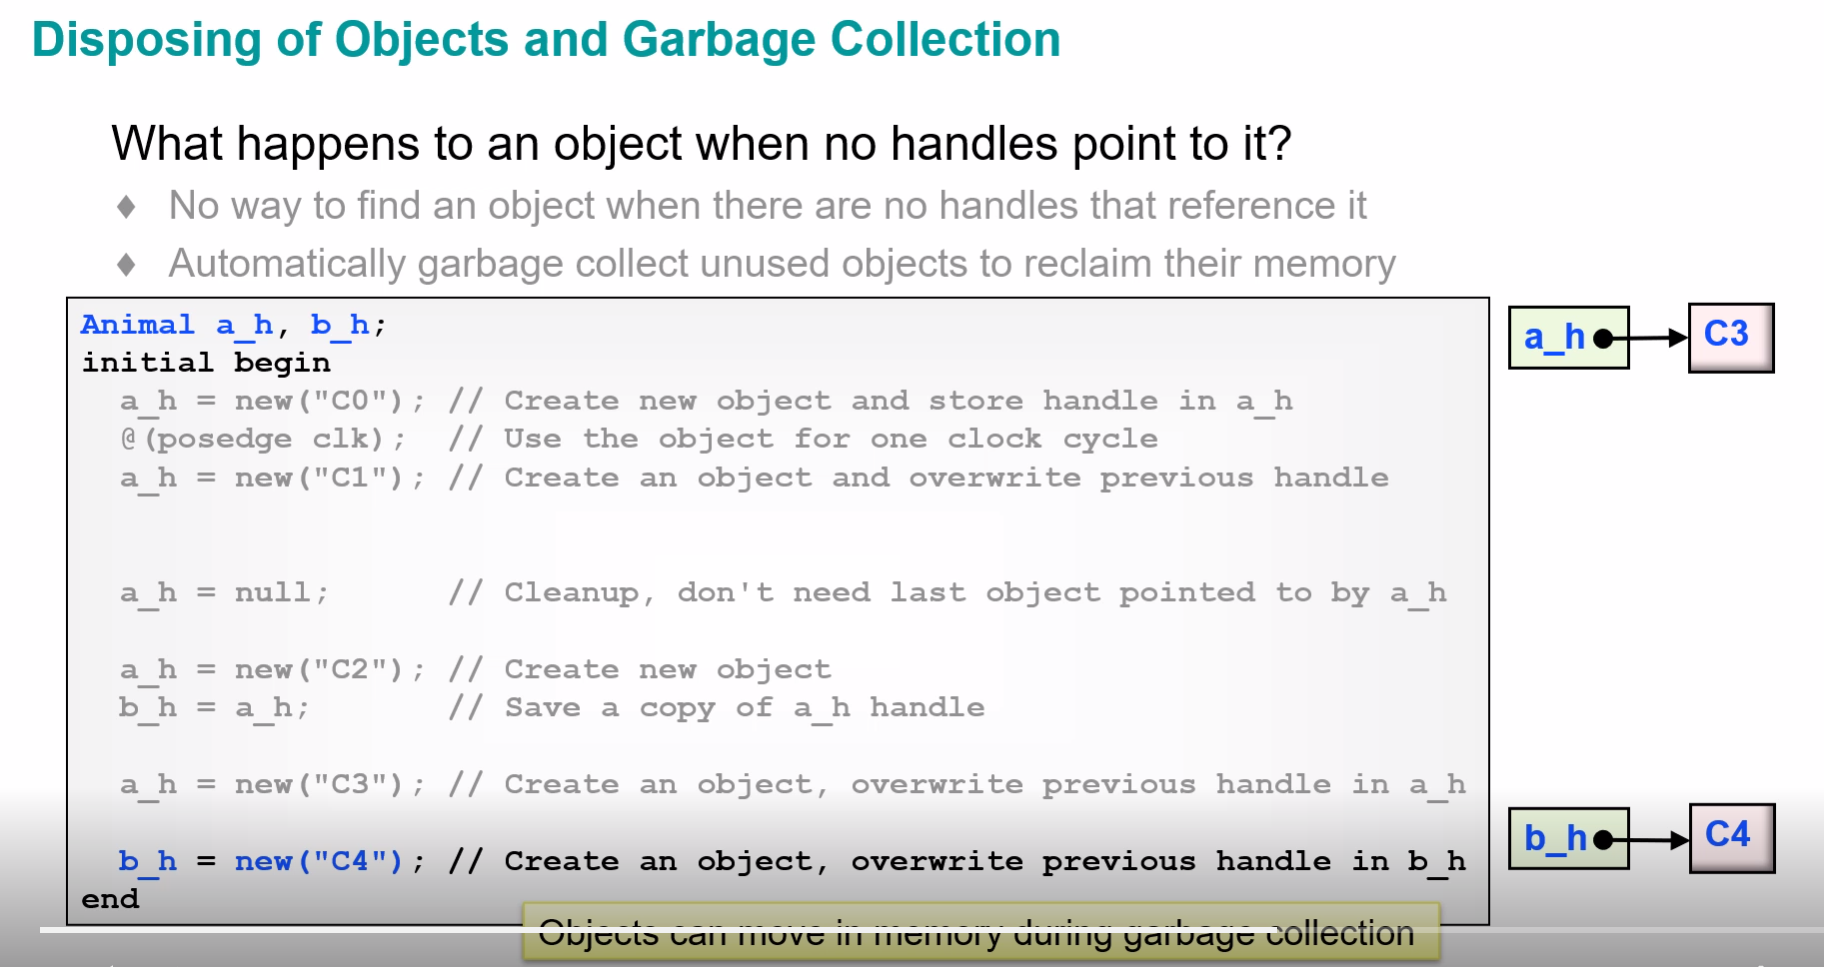 Disposing of Objects and Garbage Collection
What happens to an object when no handles point to it?
♦ No way to find an object when there are no handles that reference it
♦ Automatically garbage collect unused objects to reclaim their memory
Animal a_h, b_h;
initial begin
a_h = new("C0"); // Create new object and store handle in a_h
@(posedge clk); // Use the object for one clock cycle
a_h = new("C1"); // Create an object and overwrite previous handle
a_h = null; // Cleanup, don't need last object pointed to by a_h
a_h = new("C2"); // Create new object
b_h = a_h; // Save a copy of a_h handle
a_h = new("C3"); // Create an object, overwrite previous handle in a_h
b_h = new("C4"); // Create an object, overwrite previous handle in b_h
end
a_h C3
b_h C4
Objects can move in memory during garbage collection